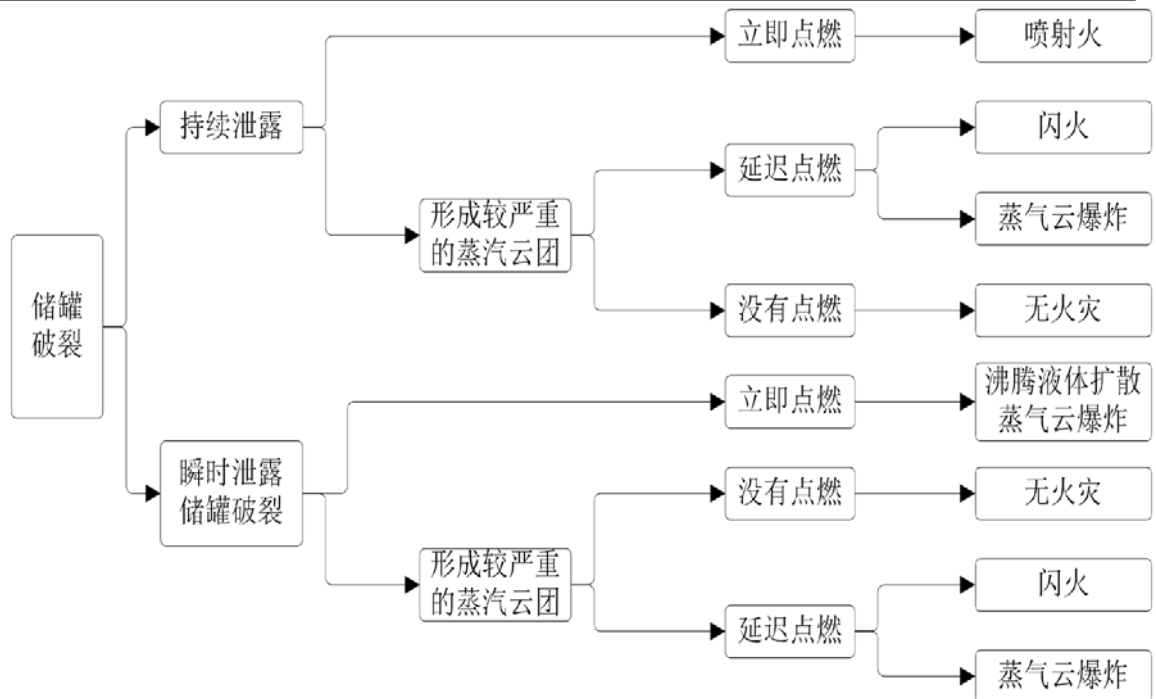 立即点燃
喷射火
持续泄露
闪火
延迟点燃
形成较严重
的蒸汽云团
蒸气云爆炸
储罐
破裂
没有点燃
无火灾
立即点燃
沸腾液体扩散
蒸气云爆炸
瞬时泄露
储罐破裂
没有点燃
无火灾
形成较严重
的蒸汽云团
闪火
延迟点燃
蒸气云爆炸